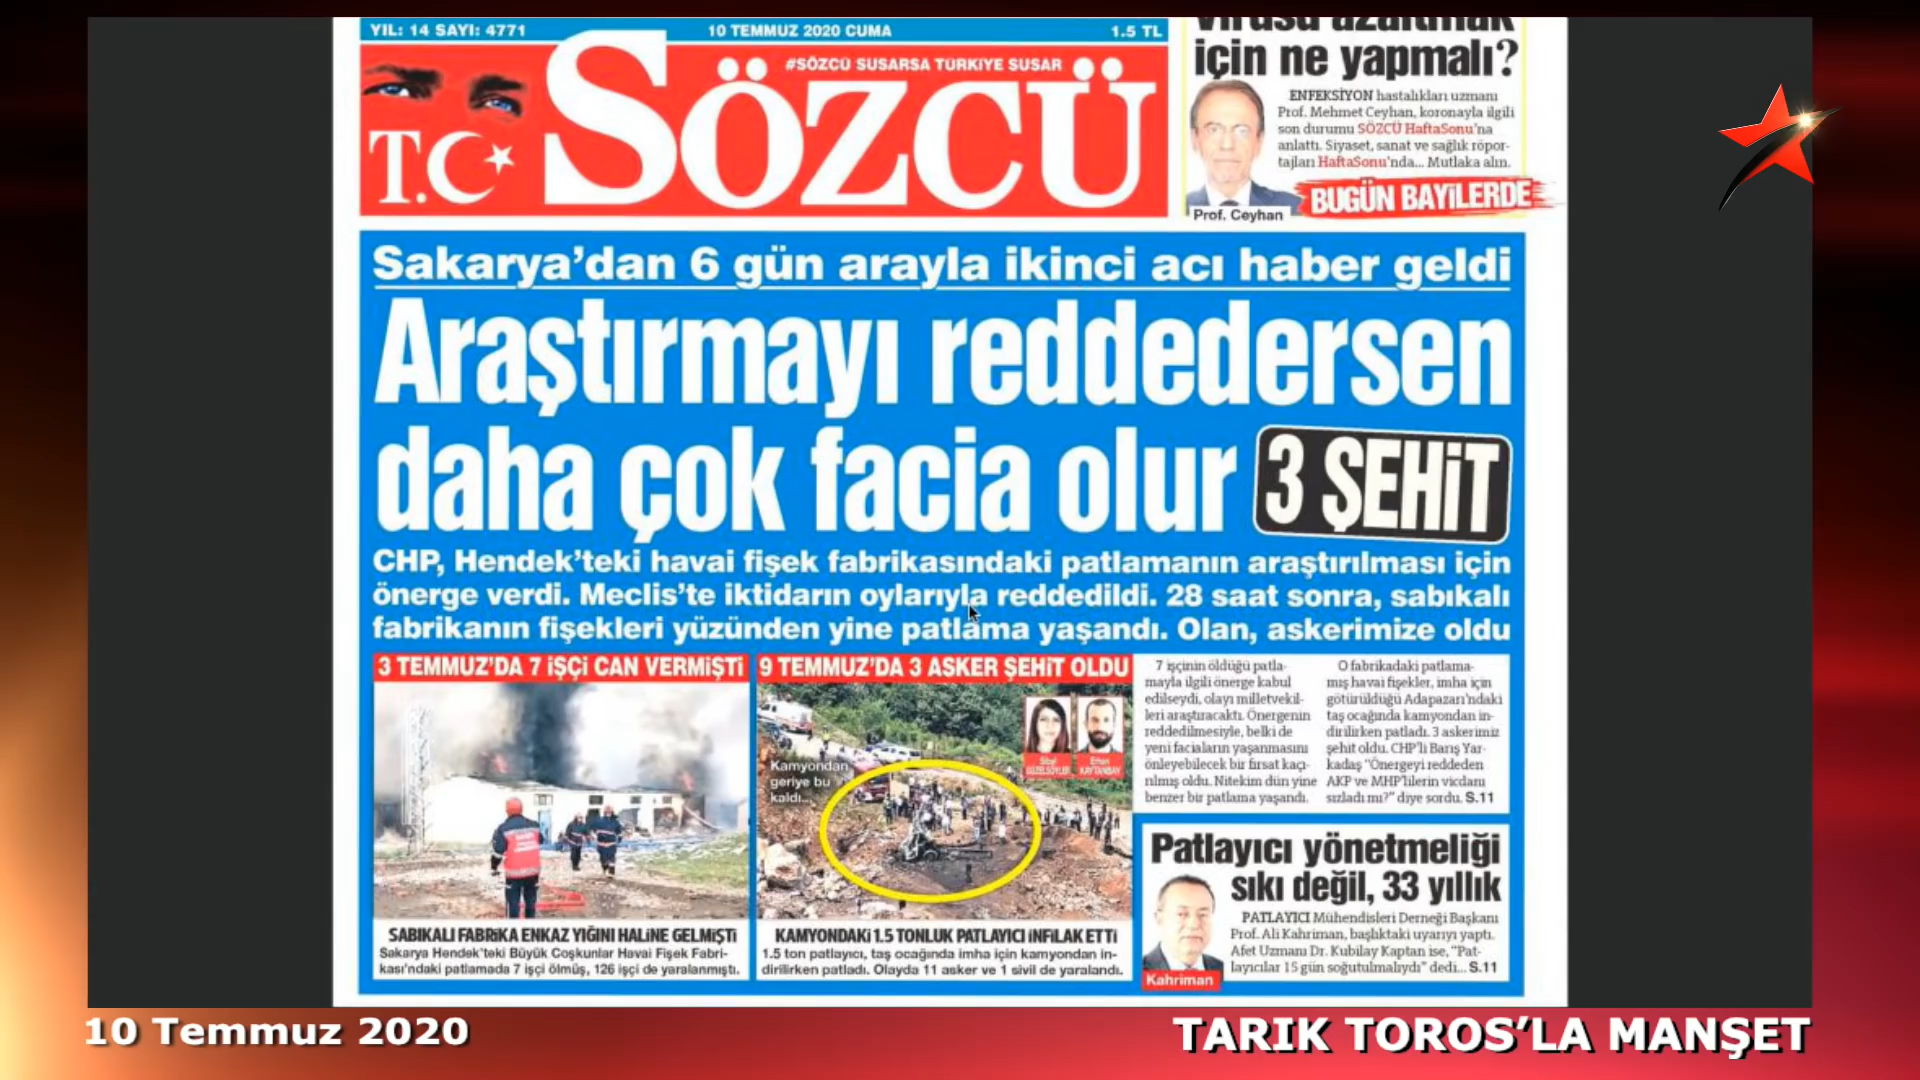 YIL: 14 SAYI: 4771
10 TEMMUZ 2020 CUMA
1.5 TL
#SÖZCÜ SUSARSA TÜRKİYE SUSAR
T.C
SÖZCÜ
virüsü azaltmak
için ne yapmalı?
ENFEKSİYON hastalıkları uzmanı
Prof. Mehmet Ceyhan, koronayla ilgili
son durumu SÖZCÜ HaftaSonu'na
anlattı. Siyaset, sanat ve sağlık röpor-
tajları HaftaSonu'nda... Mutlaka alın.
Prof. Ceyhan
BUGÜN BAYİLERDE
Sakarya'dan 6 gün arayla ikinci acı haber geldi
Araştırmayı reddedersen
daha çok facia olur
3 ŞEHİT
CHP, Hendek'teki havai fişek fabrikasındaki patlamanın araştırılması için
önerge verdi. Meclis'te iktidarın oylarıyla reddedildi. 28 saat sonra, sabıkalı
fabrikanın fişekleri yüzünden yine patlama yaşandı. Olan, askerimize oldu
3 TEMMUZ'DA 7 İŞÇİ CAN VERMİŞTİ
SABIKALI FABRİKA ENKAZ YIĞINI HALİNE GELMİŞTİ
Sakarya Hendek'teki Büyük Coşkunlar Havai Fişek Fabri-
kası'ndaki patlamada 7 işçi ölmüş, 126 işçi de yaralanmıştı.
9 TEMMUZ'DA 3 ASKER ŞEHİT OLDU
Kamyondan
geriye bu
kaldı...
Sibel
GÜZELSOYLER
Erhan
KAYTANBAY
KAMYONDAKİ 1.5 TONLUK PATLAYICI İNFİLAK ETTİ
1.5 ton patlayıcı, taş ocağında imha için kamyondan in-
dirilirken patladı. Olayda 11 asker ve 1 sivil de yaralandı.
7 işçinin öldüğü patla-
mayla ilgili önerge kabul
edilseydi, olayı milletvekil-
leri araştıracaktı. Önergenin
reddedilmesiyle, belki de
yeni faciaların yaşanmasını
önleyebilecek bir fırsat kaçı-
rılmış oldu. Nitekim dün yine
benzer bir patlama yaşandı.
O fabrikadaki patlama-
mış havai fişekler, imha için
götürüldüğü Adapazarı'ndaki
taş ocağında kamyondan in-
dirilirken patladı. 3 askerimiz
şehit oldu. CHP'li Barış Yar-
kadaş "Önergeyi reddeden
AKP ve MHP'lilerin vicdanı
sızladı mı?" diye sordu. S.11
Patlayıcı yönetmeliği
sıkı değil, 33 yıllık
PATLAYICI Mühendisleri Derneği Başkanı
Prof. Ali Kahriman, başlıktaki uyarıyı yaptı.
Afet Uzmanı Dr. Kubilay Kaptan ise, "Pat-
layıcılar 15 gün soğutulmalıydı" dedi... S.11
Kahriman
10 Temmuz 2020
TARIK TOROS'LA MANŞET